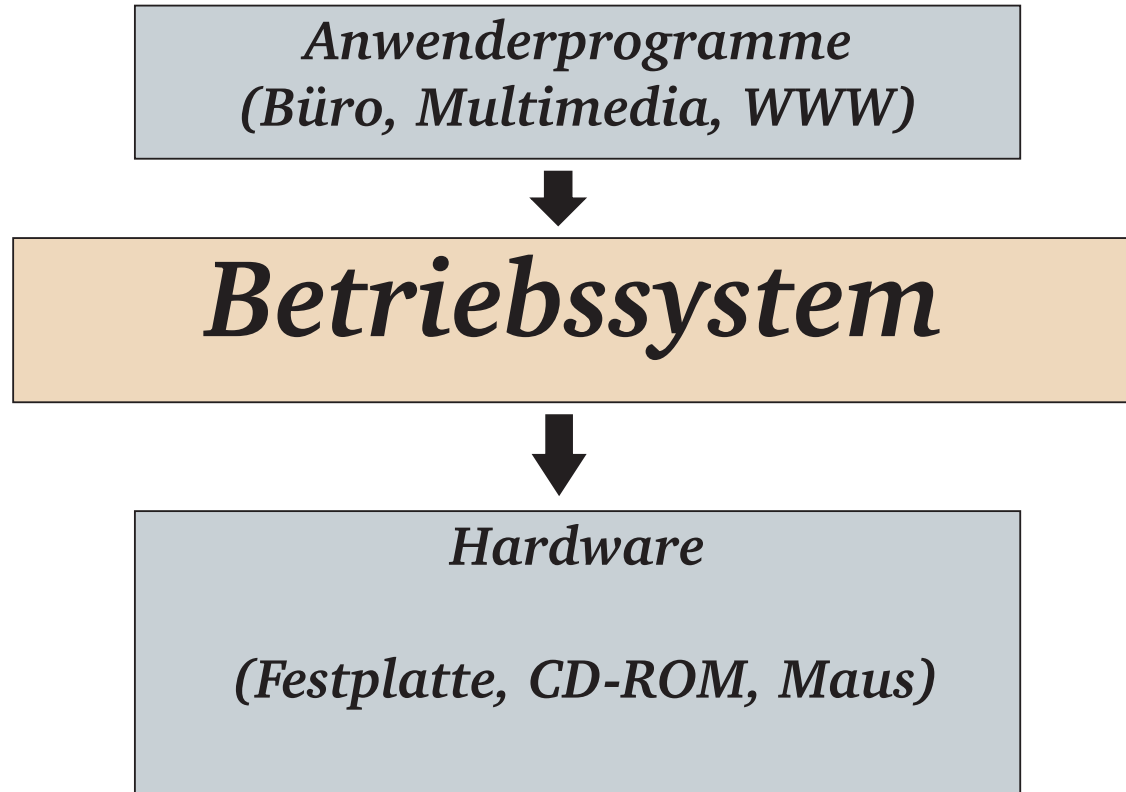 Anwenderprogramme
(Büro, Multimedia, WWW)
Betriebssystem
Hardware
(Festplatte, CD-ROM, Maus)